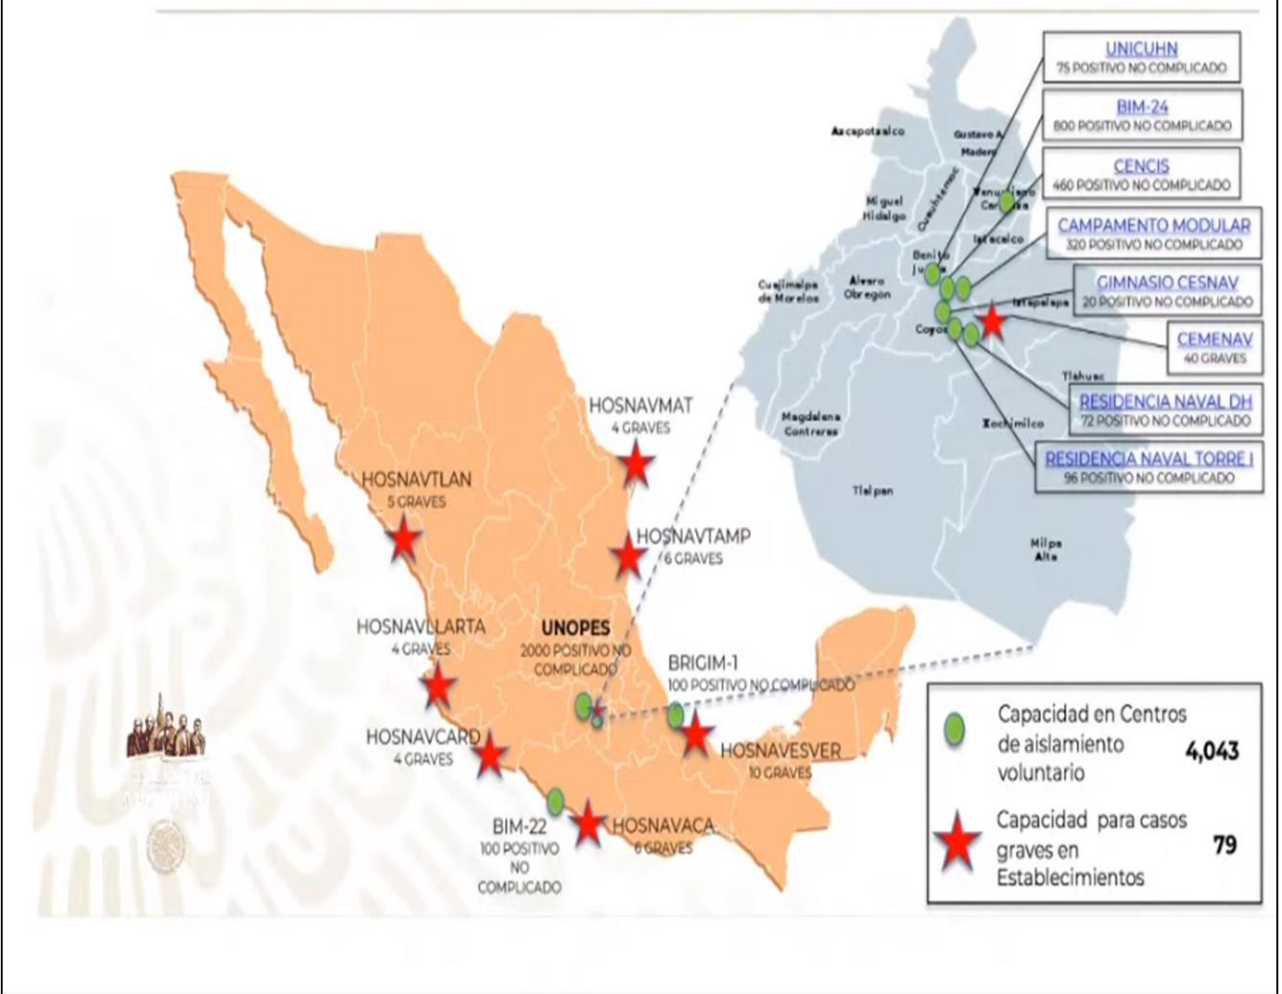 UNICUHN
75 POSITIVO NO COMPLICADO
BIM-24
800 POSITIVO NO COMPLICADO
CENCIS
460 POSITIVO NO COMPLICADO
CAMPAMENTO MODULAR
320 POSITIVO NO COMPLICADO
GIMNASIO CESNAV
20 POSITIVO NO COMPLICADO
CEMENAV
40 GRAVES
RESIDENCIA NAVAL DH
72 POSITIVO NO COMPLICADO
RESIDENCIA NAVAL TORRE I
96 POSITIVO NO COMPLICADO
Azcapotzalco
Gustavo A.
Madero
Miguel
Hidalgo
Cuauhtémoc
Iztacalco
Benito
Cuajimalpa
de Morelos
Alvaro
Obregón
Iztapalapa
Tlahuac
Magdalena
Contreras
Xochimilco
Tlalpan
Milpa
Alta
HOSNAVMAT
4 GRAVES
HOSNAVTLAN
5 GRAVES
HOSNAVTAMP
6 GRAVES
HOSNAVLLARTA
4 GRAVES
UNOPES
2000 POSITIVO NO
COMPLICADO
BRIGIM-1
100 POSITIVO NO COMPLICADO
HOSNAVCARD
4 GRAVES
HOSNAVESVER
10 GRAVES
BIM-22
100 POSITIVO
NO
COMPLICADO
HOSNAVACA
6 GRAVES
Capacidad en Centros
de aislamiento
voluntario
4,043
Capacidad para casos
graves en
Establecimientos
79